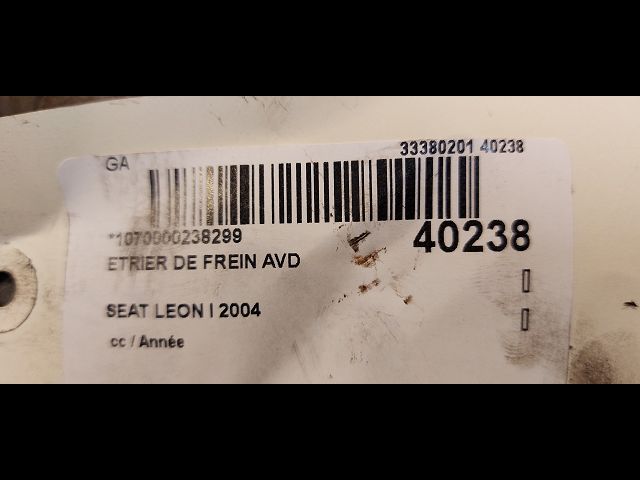 GA 33380201 40238
*1070000238299 40238
ETRIER DE FREIN AVD
SEAT LEON I 2004
cc / Année